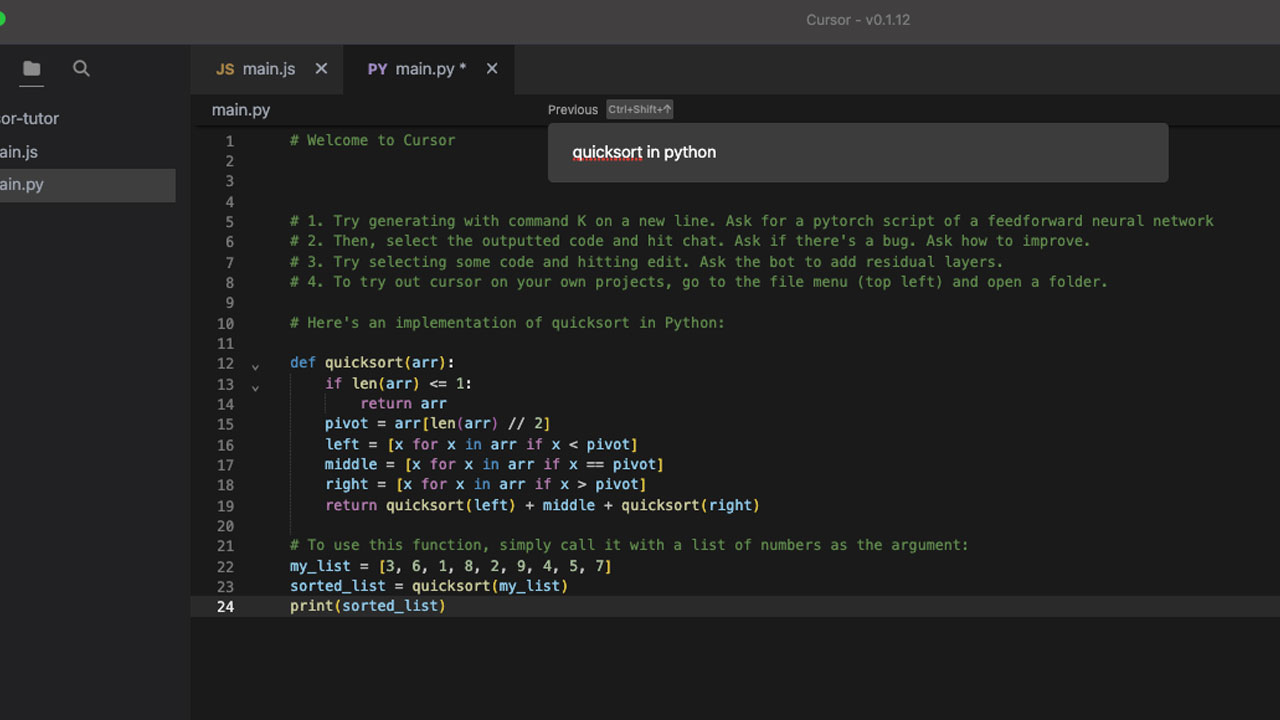 Cursor - v0.1.12
JS main.js
PY main.py *
or-tutor
ain.js
ain.py
main.py
Previous Ctrl+Shift+↑
quicksort in python
1 # Welcome to Cursor
2
3
4
5 # 1. Try generating with command K on a new line. Ask for a pytorch script of a feedforward neural network
6 # 2. Then, select the outputted code and hit chat. Ask if there's a bug. Ask how to improve.
7 # 3. Try selecting some code and hitting edit. Ask the bot to add residual layers.
8 # 4. To try out cursor on your own projects, go to the file menu (top left) and open a folder.
9
10 # Here's an implementation of quicksort in Python:
11
12 def quicksort(arr):
13     if len(arr) <= 1:
14         return arr
15     pivot = arr[len(arr) // 2]
16     left = [x for x in arr if x < pivot]
17     middle = [x for x in arr if x == pivot]
18     right = [x for x in arr if x > pivot]
19     return quicksort(left) + middle + quicksort(right)
20
21 # To use this function, simply call it with a list of numbers as the argument:
22 my_list = [3, 6, 1, 8, 2, 9, 4, 5, 7]
23 sorted_list = quicksort(my_list)
24 print(sorted_list)